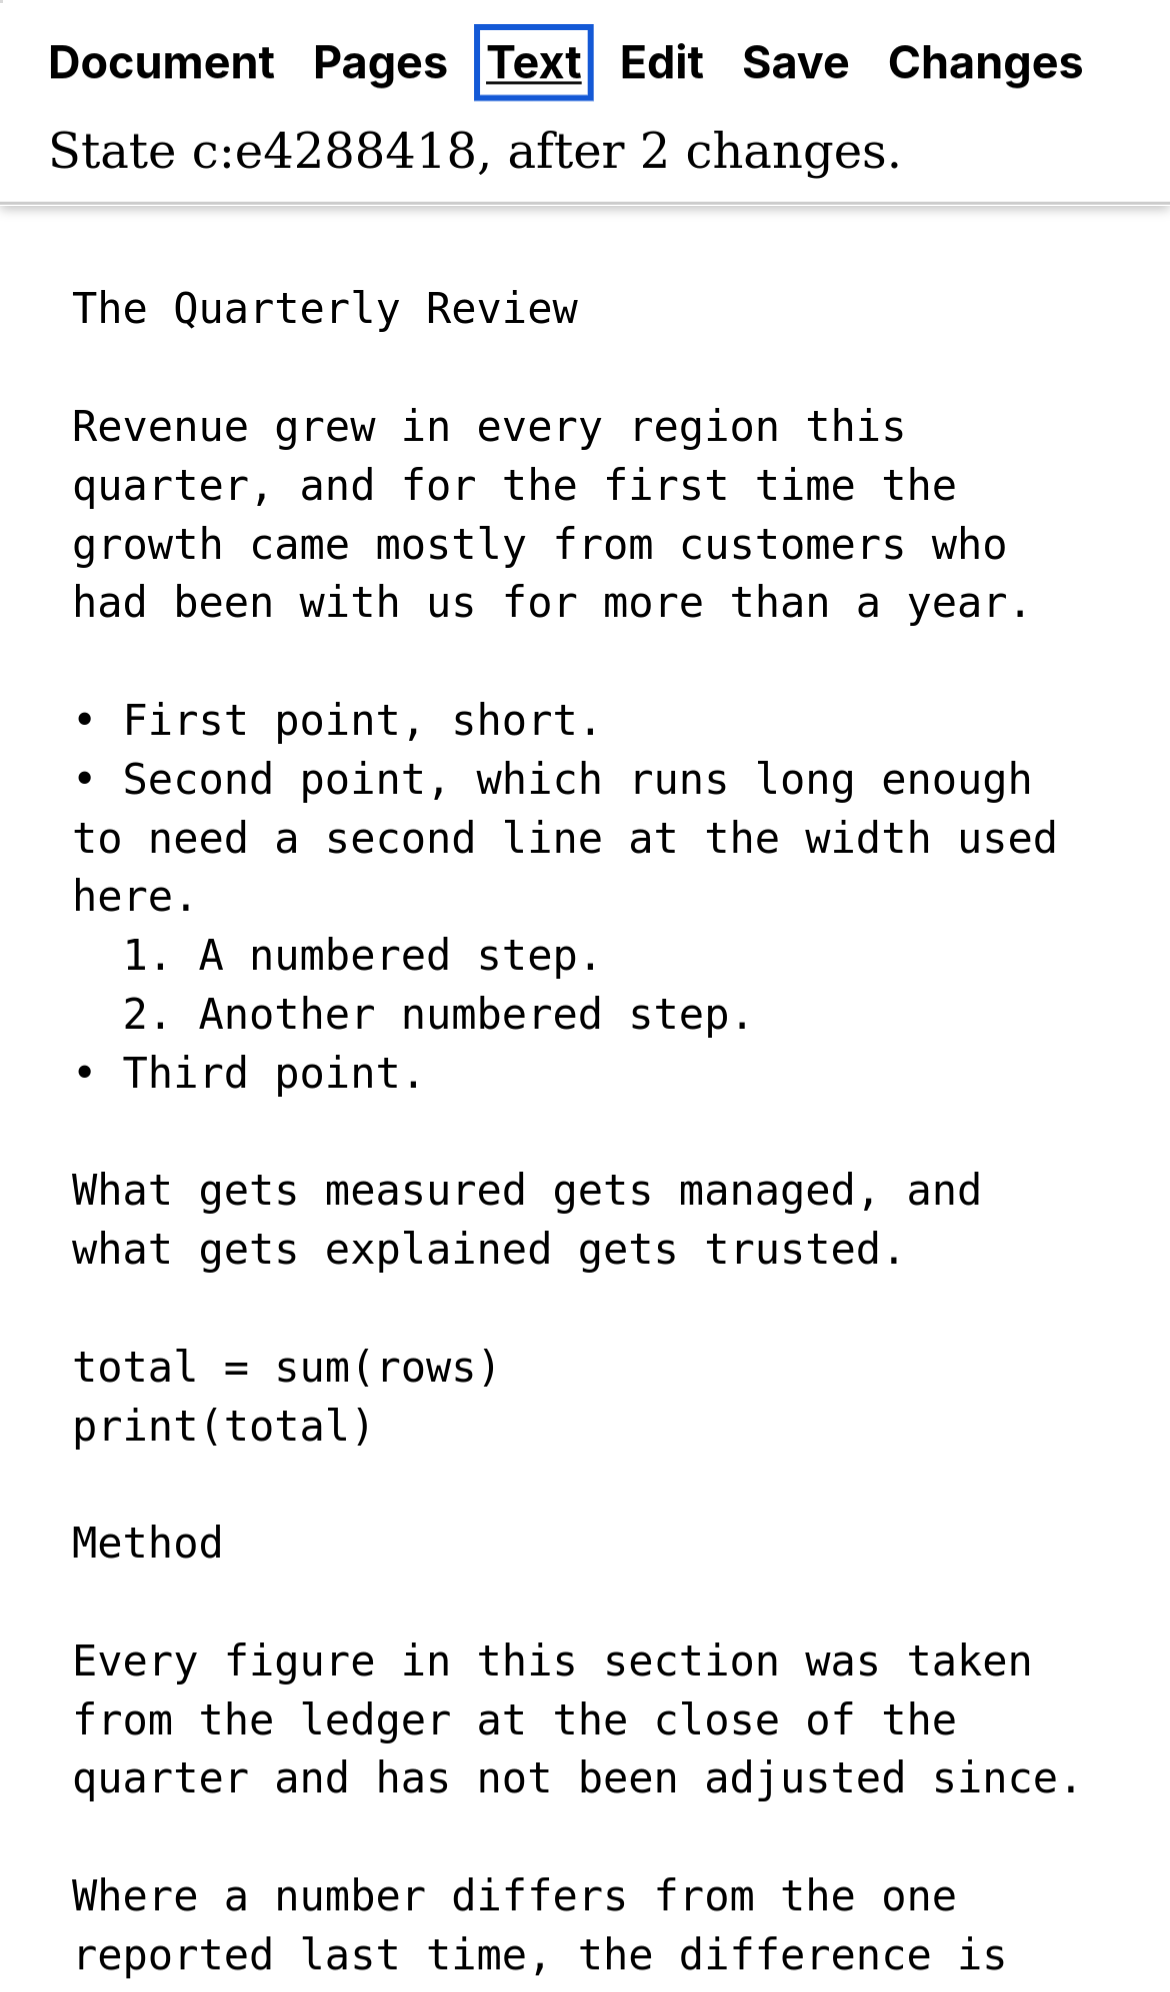 Document Pages Text Edit Save Changes
State c:e4288418, after 2 changes.
The Quarterly Review
Revenue grew in every region this
quarter, and for the first time the
growth came mostly from customers who
had been with us for more than a year.
• First point, short.
• Second point, which runs long enough
to need a second line at the width used
here.
1. A numbered step.
2. Another numbered step.
• Third point.
What gets measured gets managed, and
what gets explained gets trusted.
total = sum(rows)
print(total)
Method
Every figure in this section was taken
from the ledger at the close of the
quarter and has not been adjusted since.
Where a number differs from the one
reported last time, the difference is